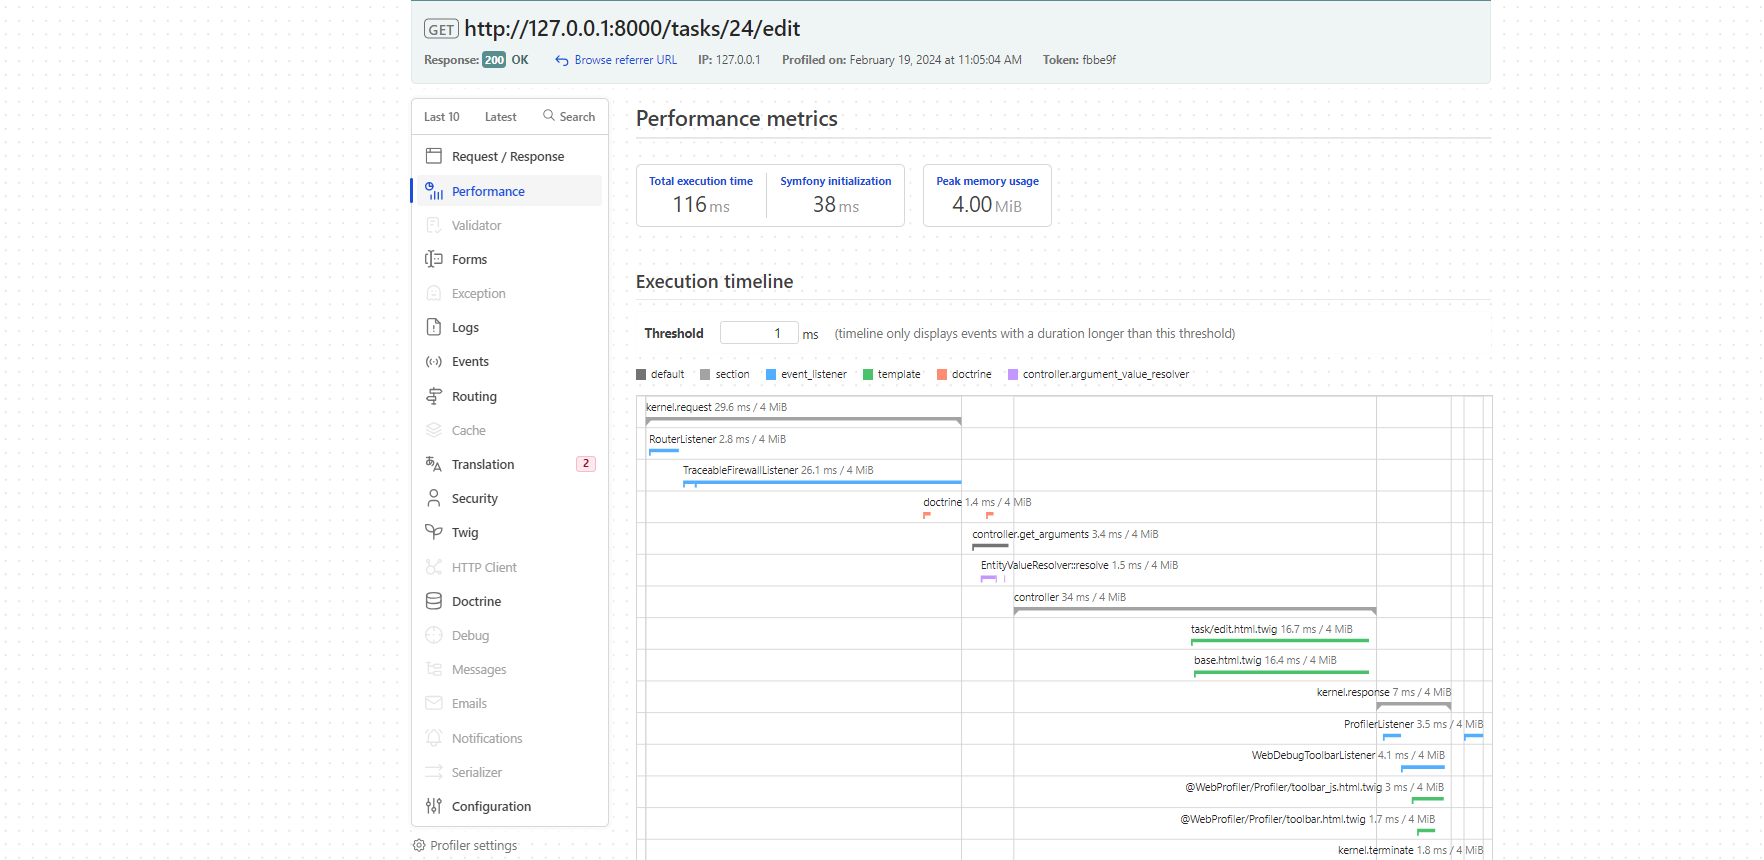 GET http://127.0.0.1:8000/tasks/24/edit
Response: 200 OK Browse referrer URL IP: 127.0.0.1 Profiled on: February 19, 2024 at 11:05:04 AM Token: fbbe9f
Last 10 Latest Search
Request / Response
Performance
Validator
Forms
Exception
Logs
Events
Routing
Cache
Translation 2
Security
Twig
HTTP Client
Doctrine
Debug
Messages
Emails
Notifications
Serializer
Configuration
Profiler settings
Performance metrics
Total execution time Symfony initialization Peak memory usage
116 ms 38 ms 4.00 MiB
Execution timeline
Threshold 1 ms (timeline only displays events with a duration longer than this threshold)
default section event_listener template doctrine controller.argument_value_resolver
kernel.request 29.6 ms / 4 MiB
RouterListener 2.8 ms / 4 MiB
TraceableFirewallListener 26.1 ms / 4 MiB
doctrine 1.4 ms / 4 MiB
controller.get_arguments 3.4 ms / 4 MiB
EntityValueResolver::resolve 1.5 ms / 4 MiB
controller 34 ms / 4 MiB
task/edit.html.twig 16.7 ms / 4 MiB
base.html.twig 16.4 ms / 4 MiB
kernel.response 7 ms / 4 MiB
ProfilerListener 3.5 ms / 4 MiB
WebDebugToolbarListener 4.1 ms / 4 MiB
@WebProfiler/Profiler/toolbar_js.html.twig 3 ms / 4 MiB
@WebProfiler/Profiler/toolbar.html.twig 1.7 ms / 4 MiB
kernel.terminate 1.8 ms / 4 MiB